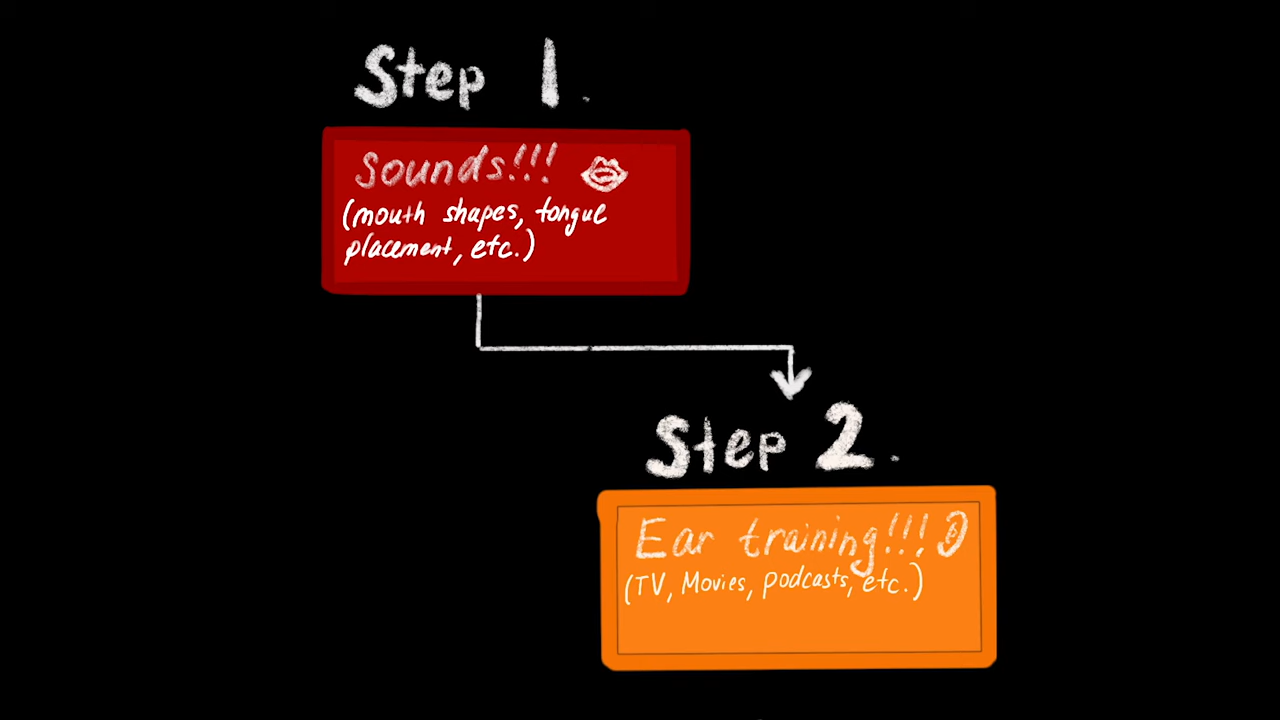 Step 1.
Sounds!!!
(mouth shapes, tongue
placement, etc.)
Step 2.
Ear training!!!
(TV, Movies, podcasts, etc.)